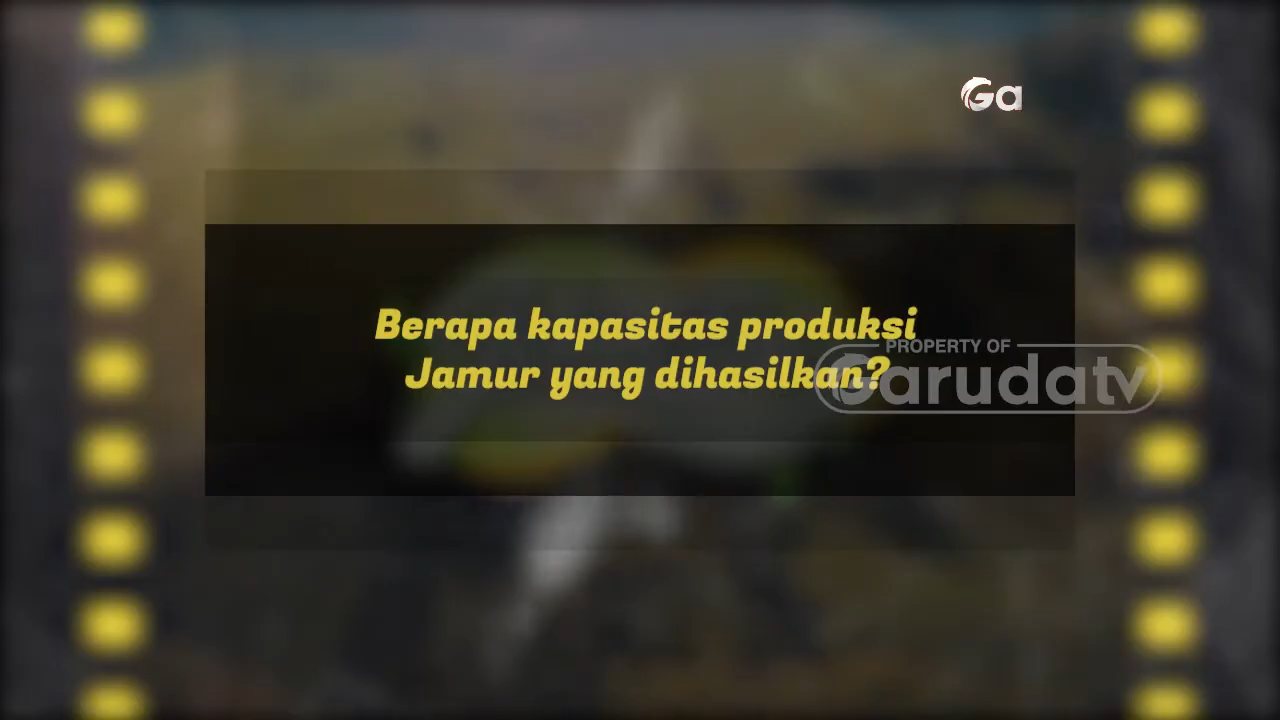 Ga
Berapa kapasitas produksi
Jamur yang dihasilkan?
PROPERTY OF
Garudatv